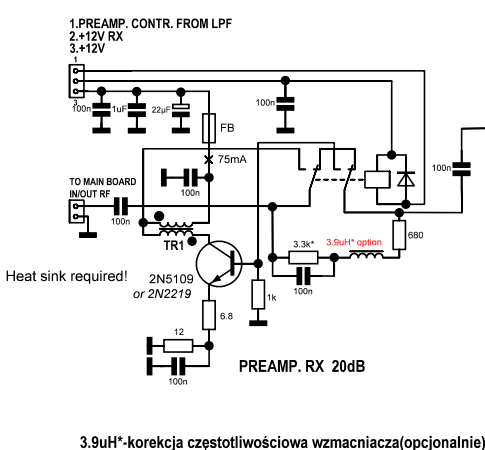 1.PREAMP. CONTR. FROM LPF
2.+12V RX
3.+12V
1
3
100n
1uF
22µF
100n
FB
75mA
100n
100n
TO MAIN BOARD
IN/OUT RF
100n
TR1
3.3k*
3.9uH* option
680
100n
Heat sink required!
2N5109
or 2N2219
1k
6.8
12
100n
PREAMP. RX 20dB
3.9uH*-korekcja częstotliwościowa wzmacniacza(opcjonalnie)